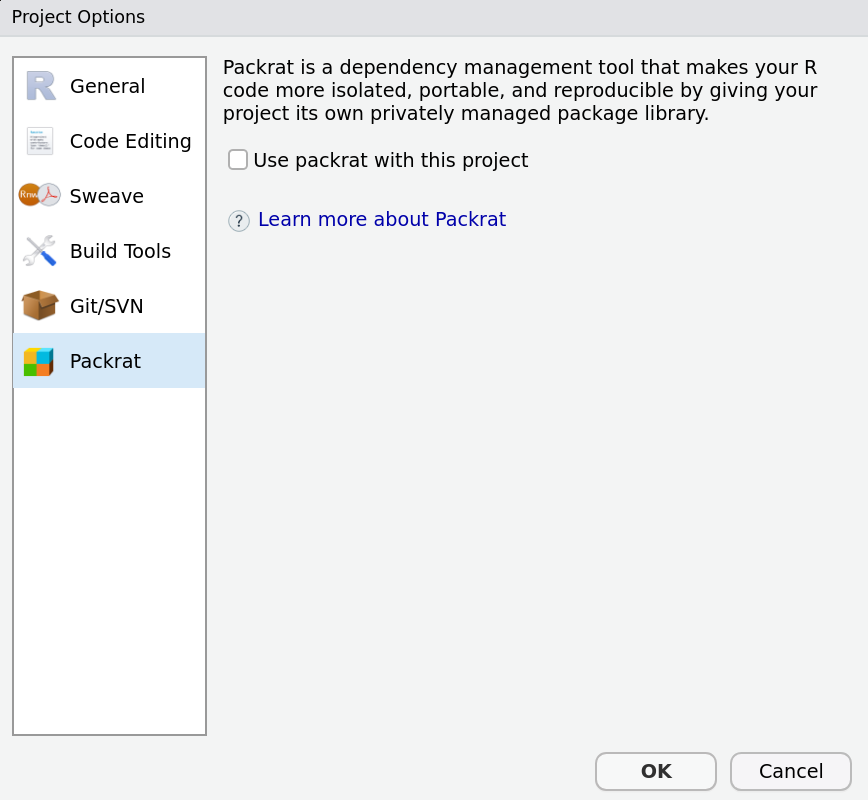 Project Options
General
Code Editing
Sweave
Build Tools
Git/SVN
Packrat
Packrat is a dependency management tool that makes your R
code more isolated, portable, and reproducible by giving your
project its own privately managed package library.
Use packrat with this project
? Learn more about Packrat
OK
Cancel